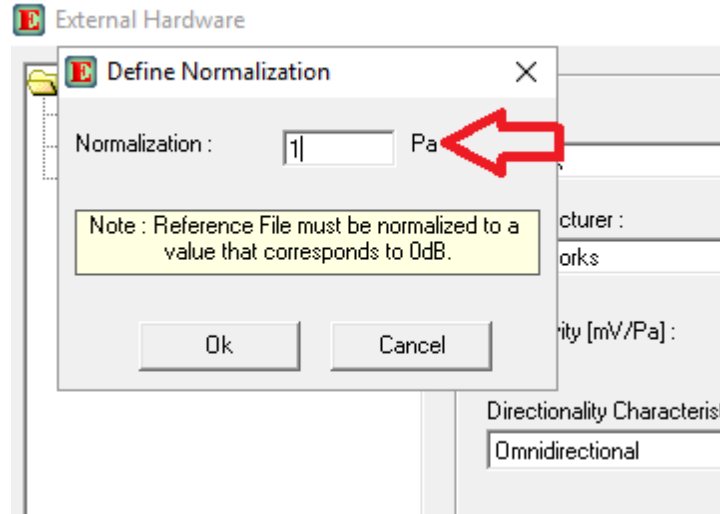 External Hardware
Define Normalization
Normalization : 1 Pa
Note : Reference File must be normalized to a
value that corresponds to 0dB.
Ok Cancel
cturer :
orks
ity [mV/Pa] :
Directionality Characteris
Omnidirectional